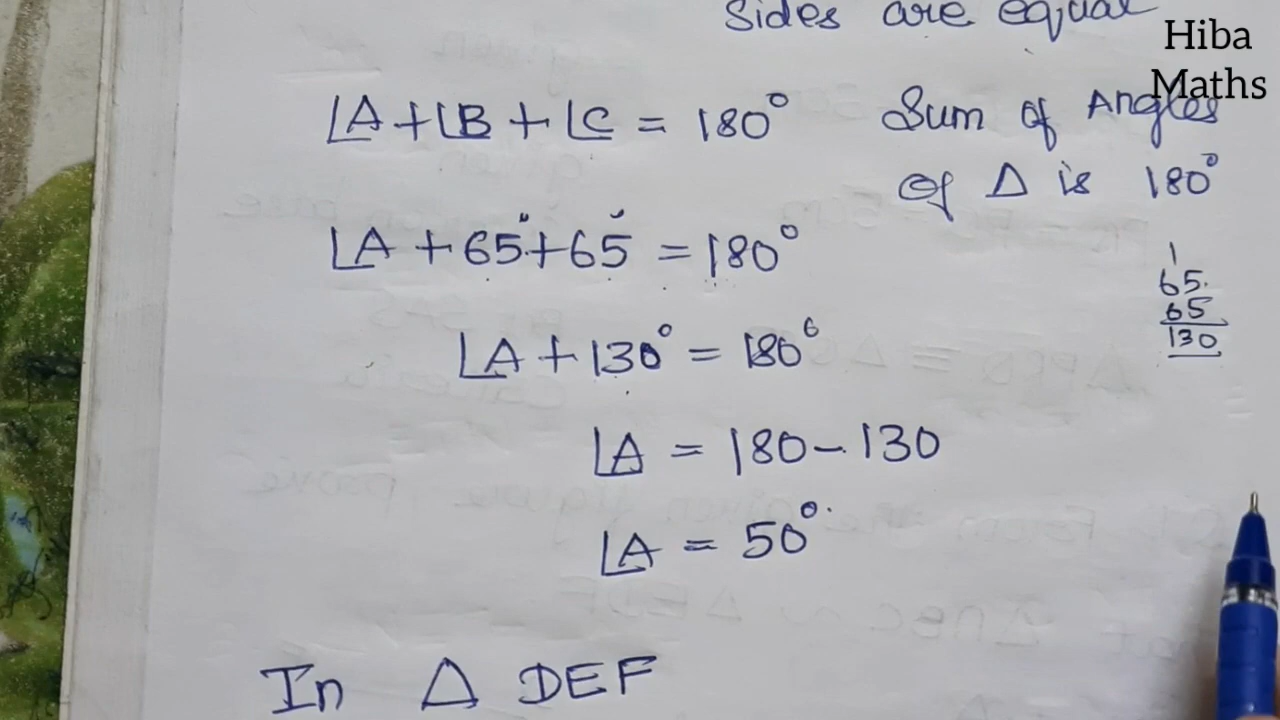 Sides are equal
Hiba
Maths
∠A + ∠B + ∠C = 180° Sum of Angles
of Δ is 180°
∠A + 65° + 65° = 180°
1
65
65
130
∠A + 130° = 180°
∠A = 180 - 130
∠A = 50°
In Δ DEF